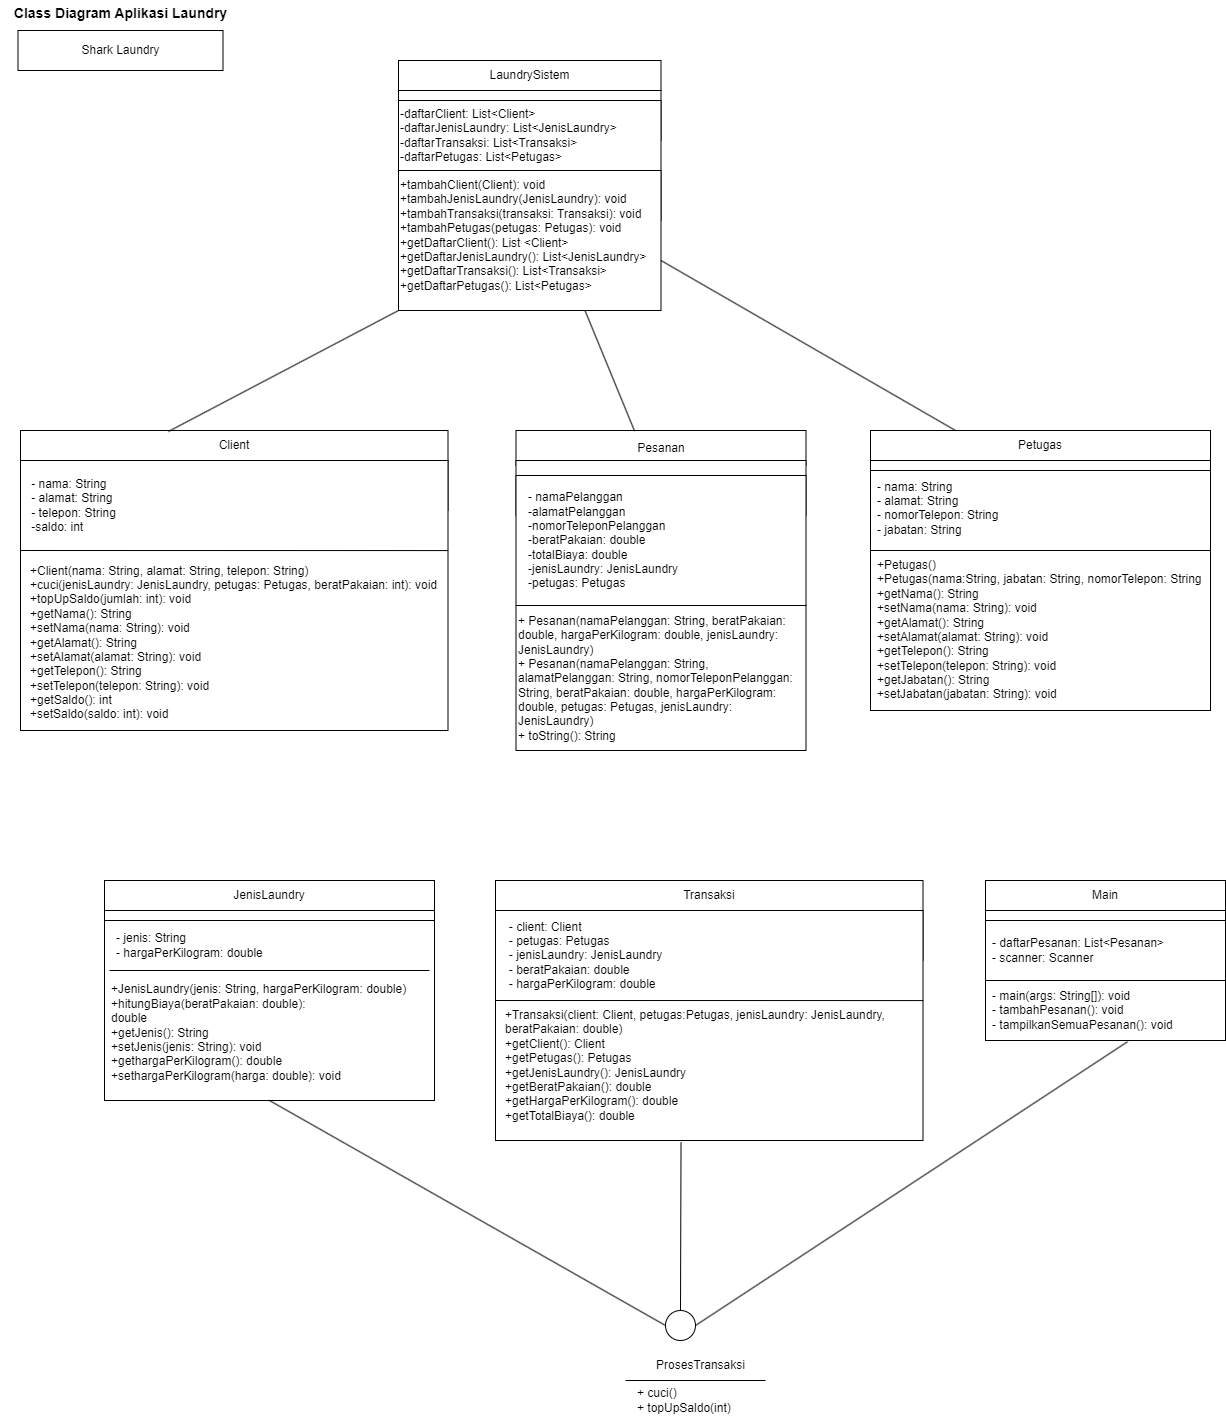 Class Diagram Aplikasi Laundry
Shark Laundry
LaundrySistem
-daftarClient: List<Client>
-daftarJenisLaundry: List<JenisLaundry>
-daftarTransaksi: List<Transaksi>
-daftarPetugas: List<Petugas>
+tambahClient(Client): void
+tambahJenisLaundry(JenisLaundry): void
+tambahTransaksi(transaksi: Transaksi): void
+tambahPetugas(petugas: Petugas): void
+getDaftarClient(): List <Client>
+getDaftarJenisLaundry(): List<JenisLaundry>
+getDaftarTransaksi(): List<Transaksi>
+getDaftarPetugas(): List<Petugas>
Client
- nama: String
- alamat: String
- telepon: String
-saldo: int
+Client(nama: String, alamat: String, telepon: String)
+cuci(jenisLaundry: JenisLaundry, petugas: Petugas, beratPakaian: int): void
+topUpSaldo(jumlah: int): void
+getNama(): String
+setNama(nama: String): void
+getAlamat(): String
+setAlamat(alamat: String): void
+getTelepon(): String
+setTelepon(telepon: String): void
+getSaldo(): int
+setSaldo(saldo: int): void
Pesanan
- namaPelanggan
-alamatPelanggan
-nomorTeleponPelanggan
-beratPakaian: double
-totalBiaya: double
-jenisLaundry: JenisLaundry
-petugas: Petugas
+ Pesanan(namaPelanggan: String, beratPakaian:
double, hargaPerKilogram: double, jenisLaundry:
JenisLaundry)
+ Pesanan(namaPelanggan: String,
alamatPelanggan: String, nomorTeleponPelanggan:
String, beratPakaian: double, hargaPerKilogram:
double, petugas: Petugas, jenisLaundry:
JenisLaundry)
+ toString(): String
Petugas
- nama: String
- alamat: String
- nomorTelepon: String
- jabatan: String
+Petugas()
+Petugas(nama:String, jabatan: String, nomorTelepon: String
+getNama(): String
+setNama(nama: String): void
+getAlamat(): String
+setAlamat(alamat: String): void
+getTelepon(): String
+setTelepon(telepon: String): void
+getJabatan(): String
+setJabatan(jabatan: String): void
JenisLaundry
- jenis: String
- hargaPerKilogram: double
+JenisLaundry(jenis: String, hargaPerKilogram: double)
+hitungBiaya(beratPakaian: double):
double
+getJenis(): String
+setJenis(jenis: String): void
+gethargaPerKilogram(): double
+sethargaPerKilogram(harga: double): void
Transaksi
- client: Client
- petugas: Petugas
- jenisLaundry: JenisLaundry
- beratPakaian: double
- hargaPerKilogram: double
+Transaksi(client: Client, petugas:Petugas, jenisLaundry: JenisLaundry,
beratPakaian: double)
+getClient(): Client
+getPetugas(): Petugas
+getJenisLaundry(): JenisLaundry
+getBeratPakaian(): double
+getHargaPerKilogram(): double
+getTotalBiaya(): double
Main
- daftarPesanan: List<Pesanan>
- scanner: Scanner
- main(args: String[]): void
- tambahPesanan(): void
- tampilkanSemuaPesanan(): void
ProsesTransaksi
+ cuci()
+ topUpSaldo(int)